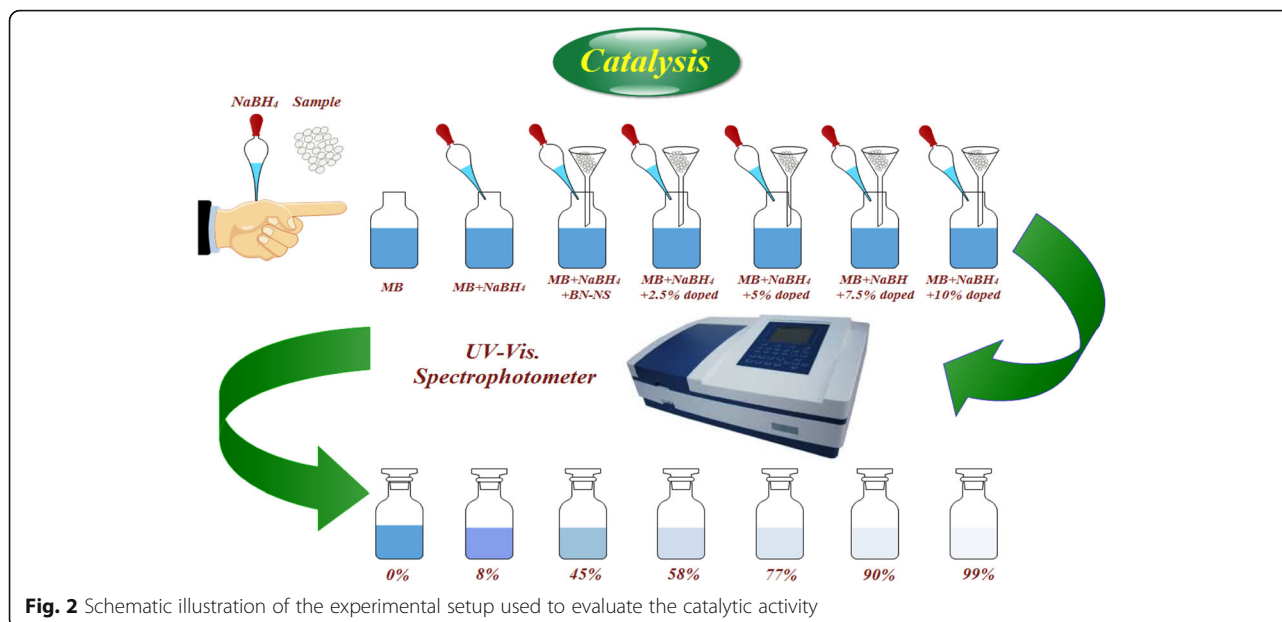 Catalysis
NaBH₄ Sample
MB
MB+NaBH₄
MB+NaBH₄
+BN-NS
MB+NaBH₄
+2.5% doped
MB+NaBH₄
+5% doped
MB+NaBH
+7.5% doped
MB+NaBH₄
+10% doped
UV-Vis.
Spectrophotometer
0% 8% 45% 58% 77% 90% 99%
Fig. 2 Schematic illustration of the experimental setup used to evaluate the catalytic activity